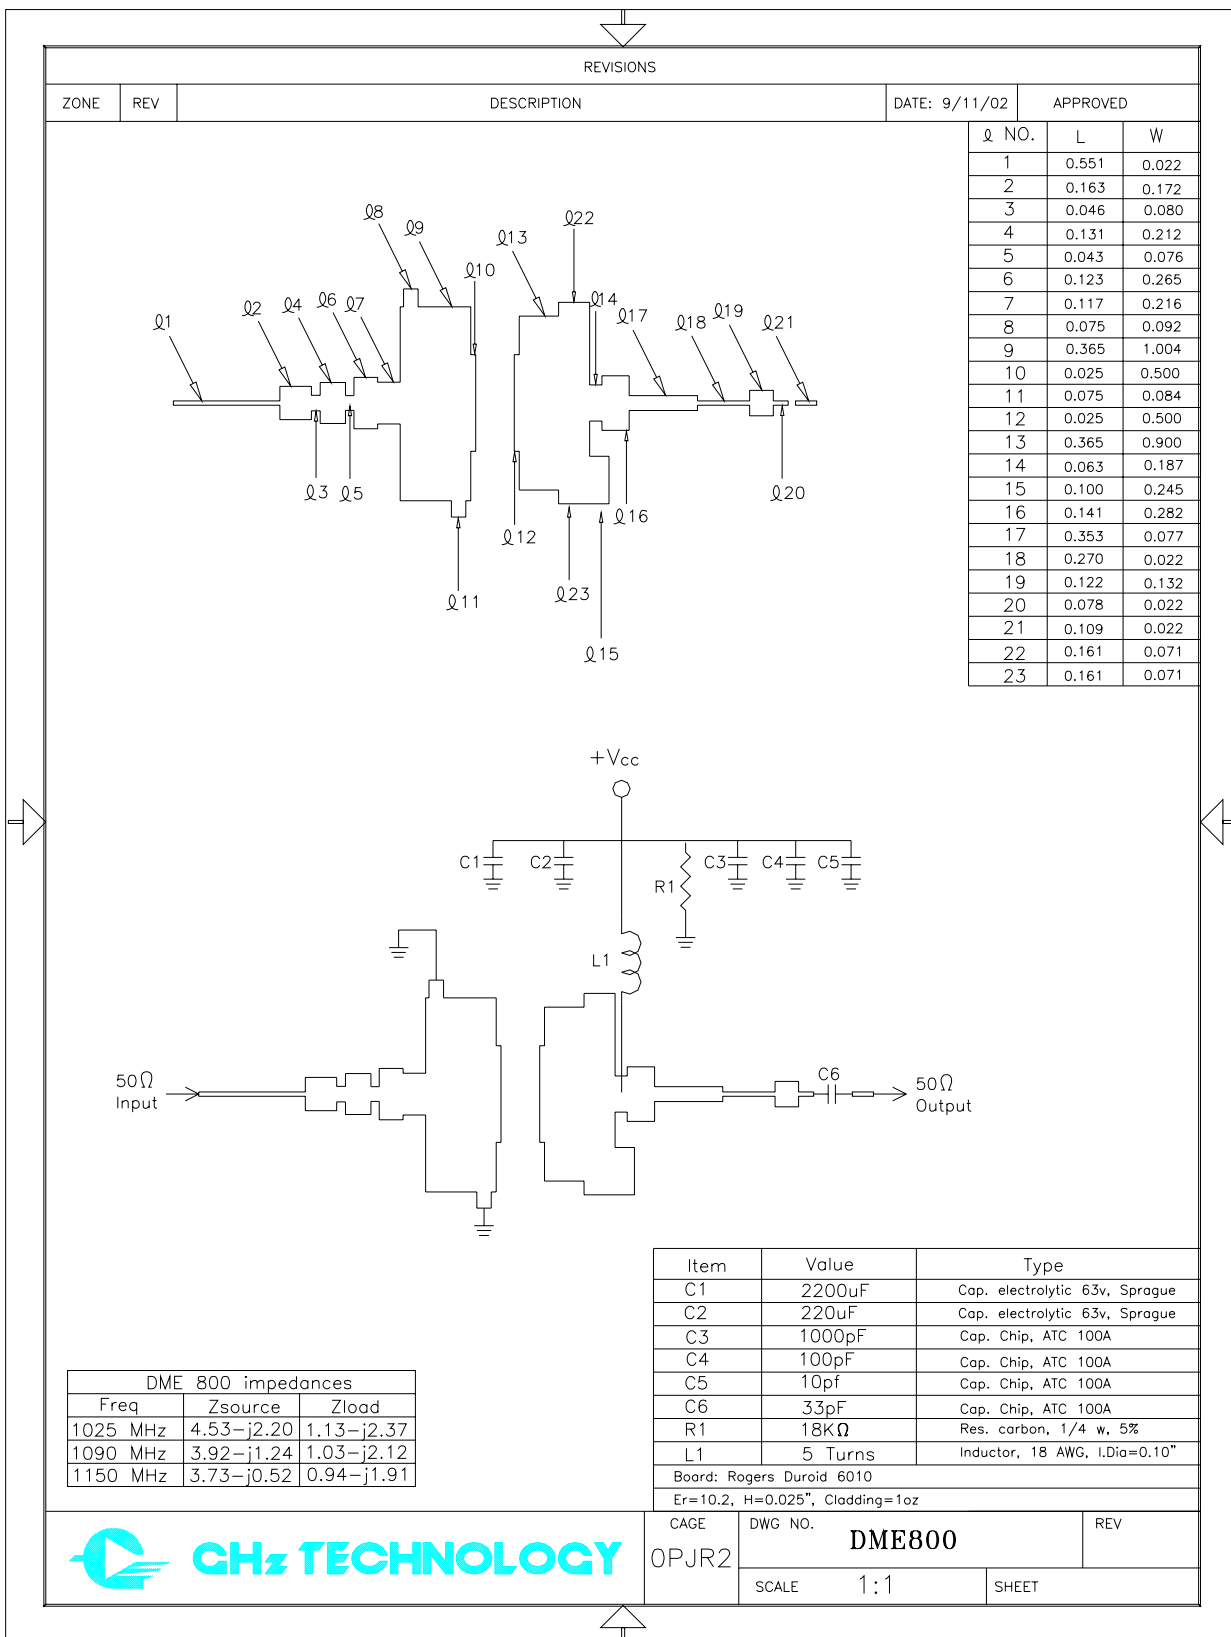 REVISIONS
ZONE REV DESCRIPTION DATE: 9/11/02 APPROVED
ℓ NO. L W
1 0.551 0.022
2 0.163 0.172
3 0.046 0.080
4 0.131 0.212
5 0.043 0.076
6 0.123 0.265
7 0.117 0.216
8 0.075 0.092
9 0.365 1.004
10 0.025 0.500
11 0.075 0.084
12 0.025 0.500
13 0.365 0.900
14 0.063 0.187
15 0.100 0.245
16 0.141 0.282
17 0.353 0.077
18 0.270 0.022
19 0.122 0.132
20 0.078 0.022
21 0.109 0.022
22 0.161 0.071
23 0.161 0.071
ℓ8 ℓ9 ℓ13 ℓ22
ℓ10
ℓ1 ℓ2 ℓ4 ℓ6 ℓ7 ℓ14 ℓ17 ℓ18 ℓ19 ℓ21
ℓ3 ℓ5 ℓ20
ℓ12 ℓ16
ℓ11 ℓ23
ℓ15
+Vcc
C1 C2 C3 C4 C5
R1
L1
50Ω
Input
C6
50Ω
Output
Item Value Type
C1 2200uF Cap. electrolytic 63v, Sprague
C2 220uF Cap. electrolytic 63v, Sprague
C3 1000pF Cap. Chip, ATC 100A
C4 100pF Cap. Chip, ATC 100A
C5 10pf Cap. Chip, ATC 100A
C6 33pF Cap. Chip, ATC 100A
R1 18KΩ Res. carbon, 1/4 w, 5%
L1 5 Turns Inductor, 18 AWG, I.Dia=0.10"
Board: Rogers Duroid 6010
Er=10.2, H=0.025", Cladding=1oz
DME 800 impedances
Freq Zsource Zload
1025 MHz 4.53-j2.20 1.13-j2.37
1090 MHz 3.92-j1.24 1.03-j2.12
1150 MHz 3.73-j0.52 0.94-j1.91
GHz TECHNOLOGY
CAGE
0PJR2
DWG NO. DME800
REV
SCALE 1:1
SHEET